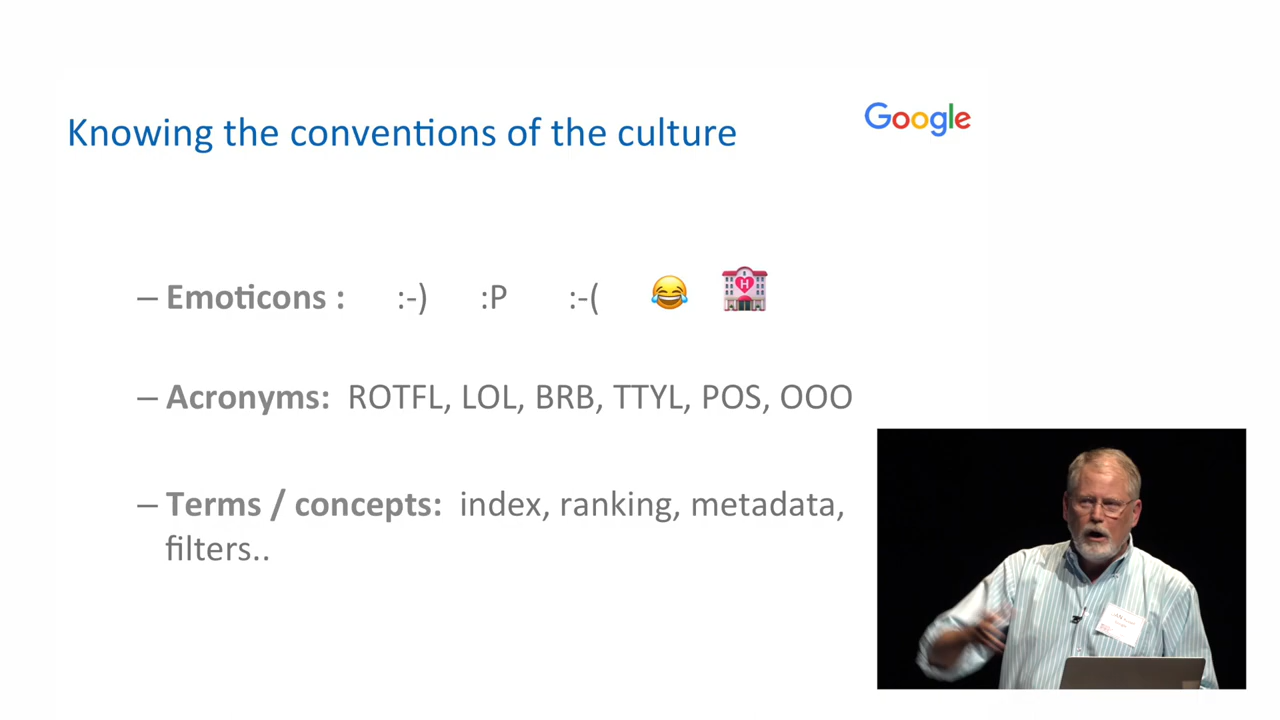 Knowing the conventions of the culture
Google
– Emoticons : :-) :P :-( 😂 🏩
– Acronyms: ROTFL, LOL, BRB, TTYL, POS, OOO
– Terms / concepts: index, ranking, metadata,
filters..